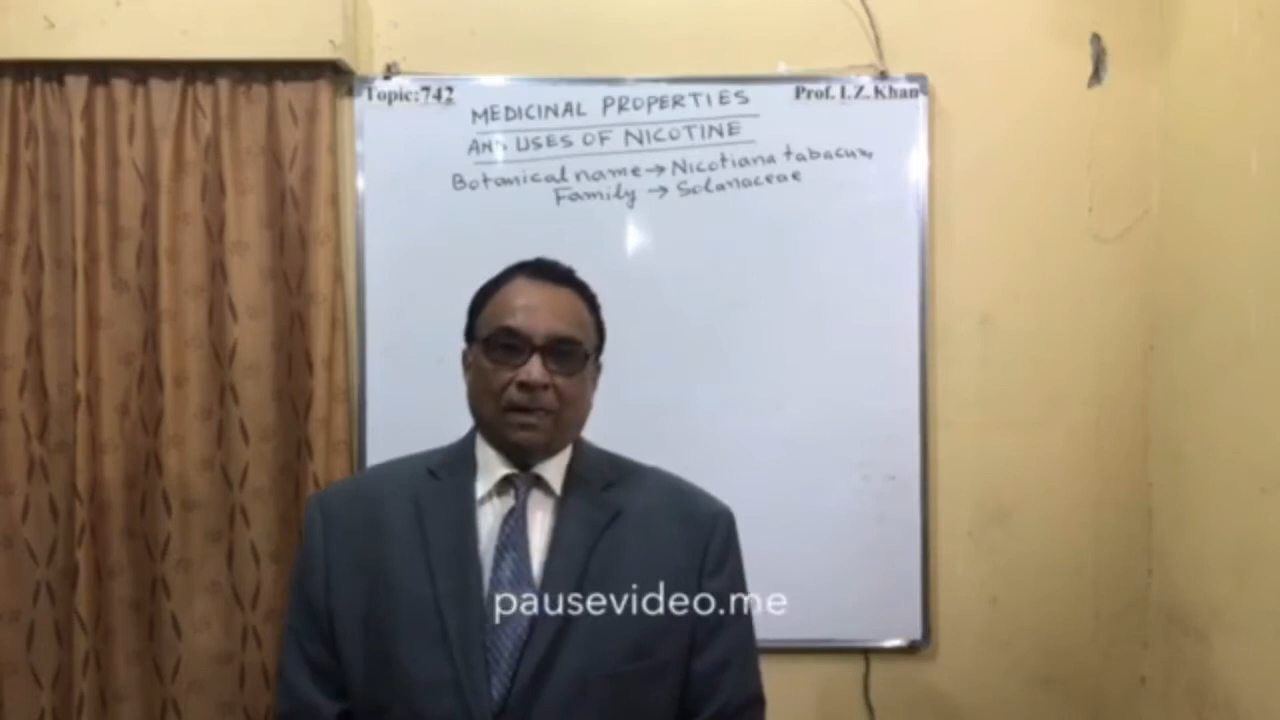 Topic:742
Prof. I.Z.Khan
MEDICINAL PROPERTIES
AND USES OF NICOTINE
Botanical name → Nicotiana tabacum
Family → Solanaceae
pausevideo.me